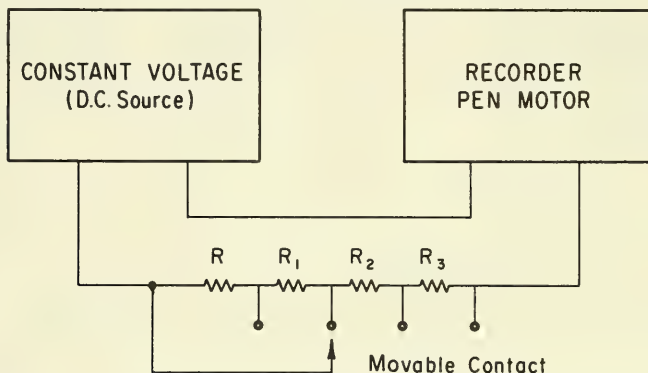 CONSTANT VOLTAGE
(D.C. Source)
RECORDER
PEN MOTOR
R R₁ R₂ R₃
Movable Contact